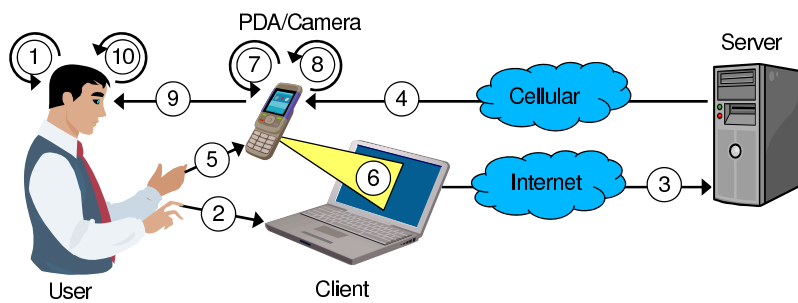 PDA/Camera
Server
1
10
7
8
9
4
Cellular
5
6
Internet
3
2
User
Client